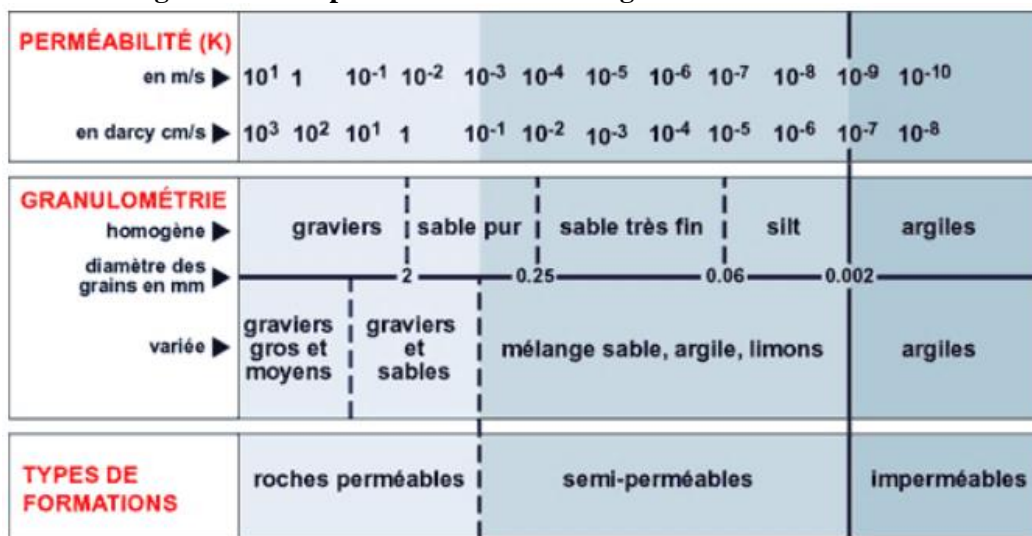 PERMÉABILITÉ (K)
en m/s ▶ 10¹ 1 10⁻¹ 10⁻² 10⁻³ 10⁻⁴ 10⁻⁵ 10⁻⁶ 10⁻⁷ 10⁻⁸ 10⁻⁹ 10⁻¹⁰
en darcy cm/s ▶ 10³ 10² 10¹ 1 10⁻¹ 10⁻² 10⁻³ 10⁻⁴ 10⁻⁵ 10⁻⁶ 10⁻⁷ 10⁻⁸
GRANULOMÉTRIE
homogène ▶ graviers sable pur sable très fin silt argiles
diamètre des
grains en mm ▶ 2 0.25 0.06 0.002
variée ▶
graviers
gros et
moyens
graviers
et
sables
mélange sable, argile, limons
argiles
TYPES DE
FORMATIONS
roches perméables
semi-perméables
imperméables